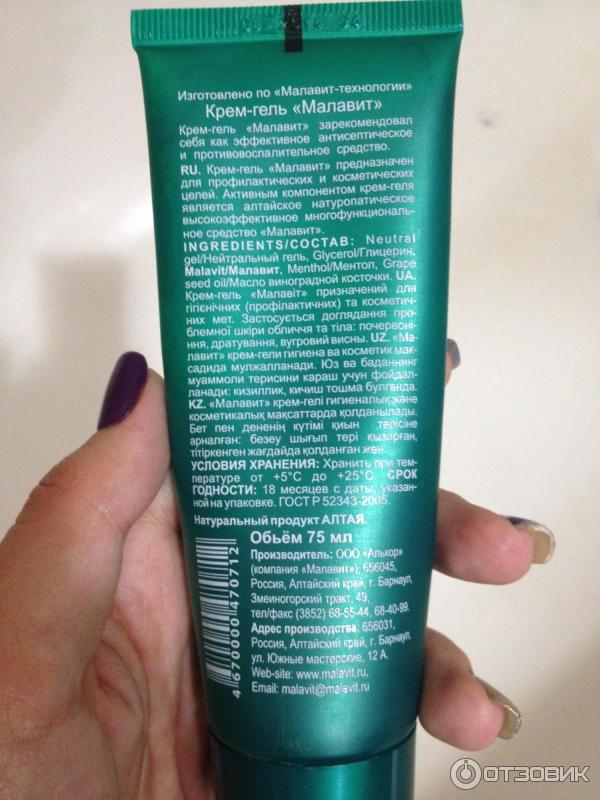 Изготовлено по «Малавит-технологии»
Крем-гель «Малавит»
Крем-гель «Малавит» зарекомендовал
себя как эффективное антисептическое
и противовоспалительное средство.
RU. Крем-гель «Малавит» предназначен
для профилактических и косметических
целей. Активным компонентом крем-геля
является алтайское натуропатическое
высокоэффективное многофункциональ-
ное средство «Малавит».
INGREDIENTS/СОСТАВ: Neutral
gel/Нейтральный гель, Glycerol/Глицерин,
Malavit/Малавит, Menthol/Ментол, Grape
seed oil/Масло виноградной косточки. UA.
Крем-гель «Малавіт» призначений для
гігієнічних (профілактичних) та косметич-
них мет. Застосується доглядання про-
блемної шкіри обличчя та тіла: почервоні-
ння, дратування, вугровий висны. UZ. «Ма-
лавит» крем-гели гигиена ва косметик мак-
садида мулжалланади. Юз ва баданнинг
муаммоли терисини караш учун фойдал-
ланади: кизиллик, кичиш тошма булганда.
KZ. «Малавит» крем-гелі гигиеналық және
косметикалық мақсаттарда қолданылады.
Бет пен дененің күтімі қиын терісіне
арналған: безеу шығып тері қызарған,
тітіркенген жағдайда қолданған жөн.
УСЛОВИЯ ХРАНЕНИЯ: Хранить при тем-
пературе от +5°С до +25°С. СРОК
ГОДНОСТИ: 18 месяцев с даты, указан-
ной на упаковке. ГОСТ Р 52343-2005.
Натуральный продукт АЛТАЯ.
Обьём 75 мл
Производитель: ООО «Алькор»
(компания «Малавит»), 656045,
Россия, Алтайский край, г. Барнаул,
Змеиногорский тракт, 49,
тел/факс (3852) 68-55-44, 68-40-99.
Адрес производства: 656031,
Россия, Алтайский край, г. Барнаул,
ул. Южные мастерские, 12 А.
Web-site: www.malavit.ru,
Email: malavit@malavit.ru
4 670000 470712
ОТЗОВИК